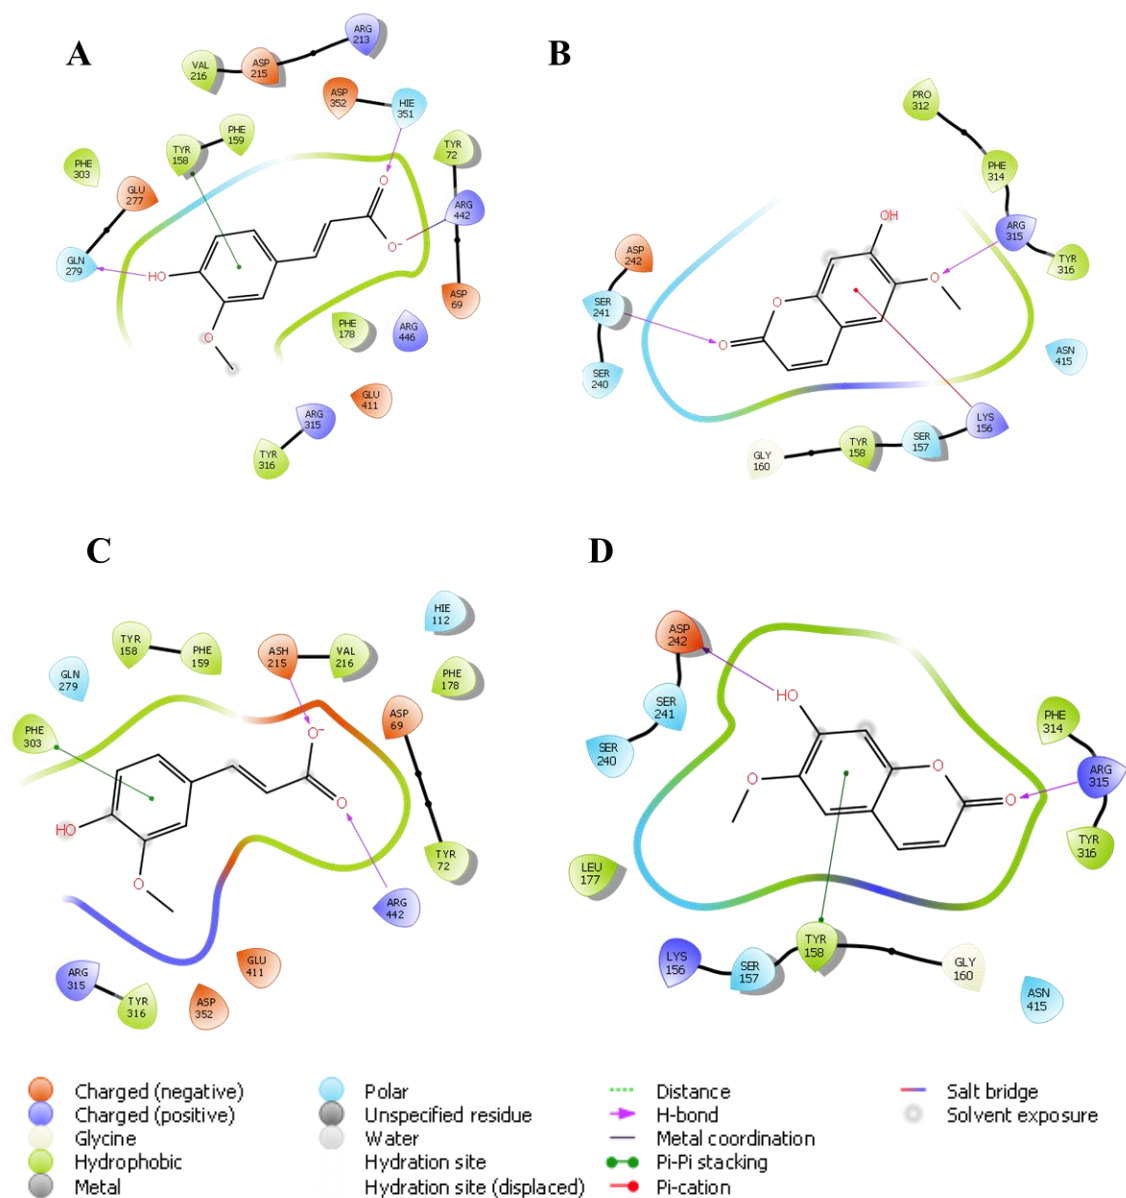 A
ARG
213
VAL
216
ASP
215
ASP
352
HIE
351
PHE
159
TYR
158
TYR
72
PHE
303
GLU
277
O
ARG
442
O-
GLN
279
HO
ASP
69
O
PHE
178
ARG
446
GLU
411
ARG
315
TYR
316
B
PRO
312
PHE
314
OH
ARG
315
TYR
316
ASP
242
O
SER
241
O
O
ASN
415
SER
240
LYS
156
SER
157
TYR
158
GLY
160
C
HIE
112
TYR
158
PHE
159
ASH
215
VAL
216
GLN
279
PHE
178
ASP
69
PHE
303
O-
O
HO
TYR
72
O
ARG
442
GLU
411
ARG
315
TYR
316
ASP
352
D
ASP
242
HO
SER
241
SER
240
PHE
314
O
ARG
315
O
O
TYR
316
LEU
177
TYR
158
LYS
156
SER
157
GLY
160
ASN
415
Charged (negative)
Charged (positive)
Glycine
Hydrophobic
Metal
Polar
Unspecified residue
Water
Hydration site
Hydration site (displaced)
Distance
H-bond
Metal coordination
Pi-Pi stacking
Pi-cation
Salt bridge
Solvent exposure